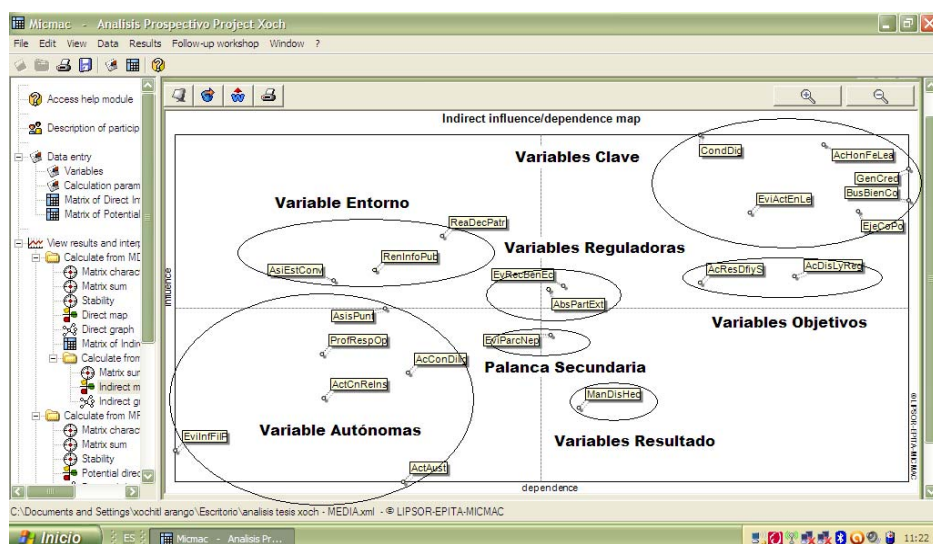 Micmac - Analisis Prospectivo Project Xoch
File Edit View Data Results Follow-up workshop Window ?
Access help module
Description of particip
Data entry
Variables
Calculation param
Matrix of Direct In
Matrix of Potential
View results and interp
Calculate from MD
Matrix charac
Matrix sum
Stability
Direct map
Direct graph
Matrix of Indir
Calculate from
Matrix sur
Indirect m
Indirect gr
Calculate from MP
Matrix charac
Matrix sum
Stability
Potential direc
Indirect influence/dependence map
Variables Clave
CondDig
AcHonFeLea
GenCred
BusBienCo
EviActEnLe
EjeCoPo
Variable Entorno
ReaDecPatr
RenInfoPub
AsiEstConv
Variables Reguladoras
EvRecBenEc
AbsPartExt
AcResDfiyS
AcDisLyReg
Variables Objetivos
influence
AsisPunt
ProfRespOp
AcConDilig
ActCnReIns
EviInfFilP
ActAust
Variable Autónomas
EviParcNep
Palanca Secundaria
ManDisHec
Variables Resultado
dependence
© LIPSOR-EPITA-MICMAC
C:\Documents and Settings\xochitl arango\Escritorio\analisis tesis xoch - MEDIA.xml - © LIPSOR-EPITA-MICMAC
Inicio
ES
Micmac - Analisis Pr...
11:22